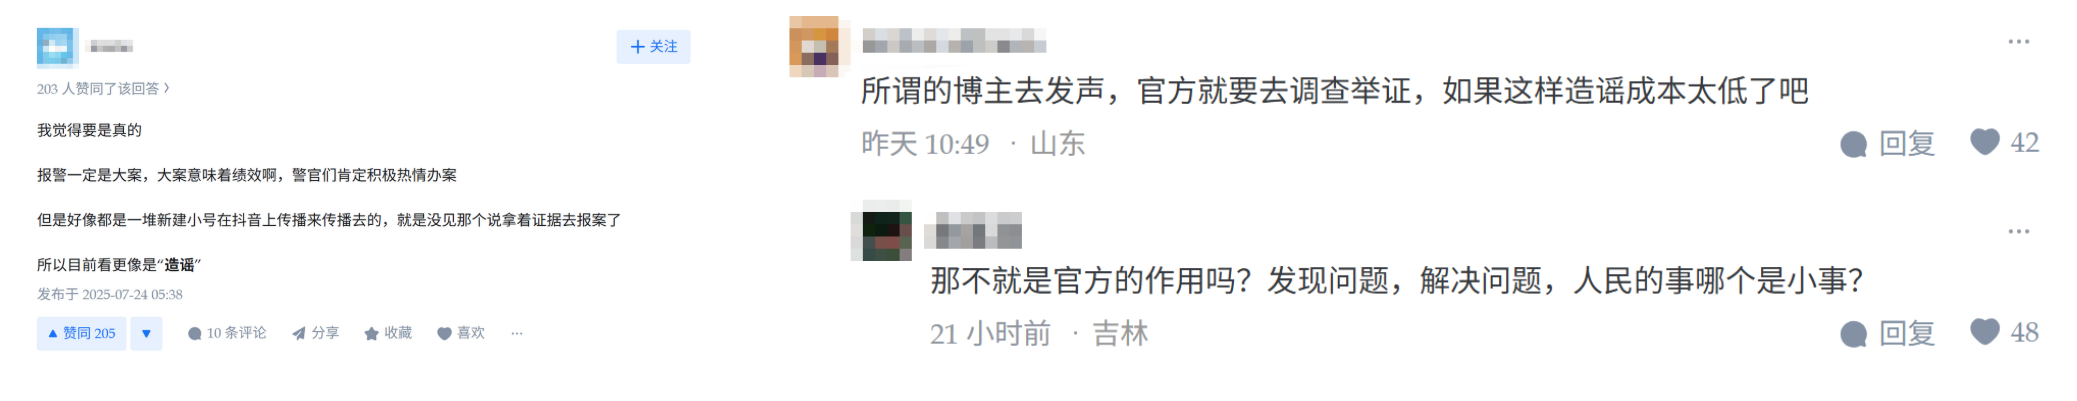 + 关注
203 人赞同了该回答 >
我觉得要是真的
报警一定是大案，大案意味着绩效啊，警官们肯定积极热情办案
但是好像都是一堆新建小号在抖音上传播来传播去的，就是没见那个说拿着证据去报案了
所以目前看更像是“造谣”
发布于 2025-07-24 05:38
▲ 赞同 205 ▼ 10 条评论 分享 收藏 喜欢 ···
···
所谓的博主去发声，官方就要去调查举证，如果这样造谣成本太低了吧
昨天 10:49 · 山东 回复 42
···
那不就是官方的作用吗？发现问题，解决问题，人民的事哪个是小事？
21 小时前 · 吉林 回复 48